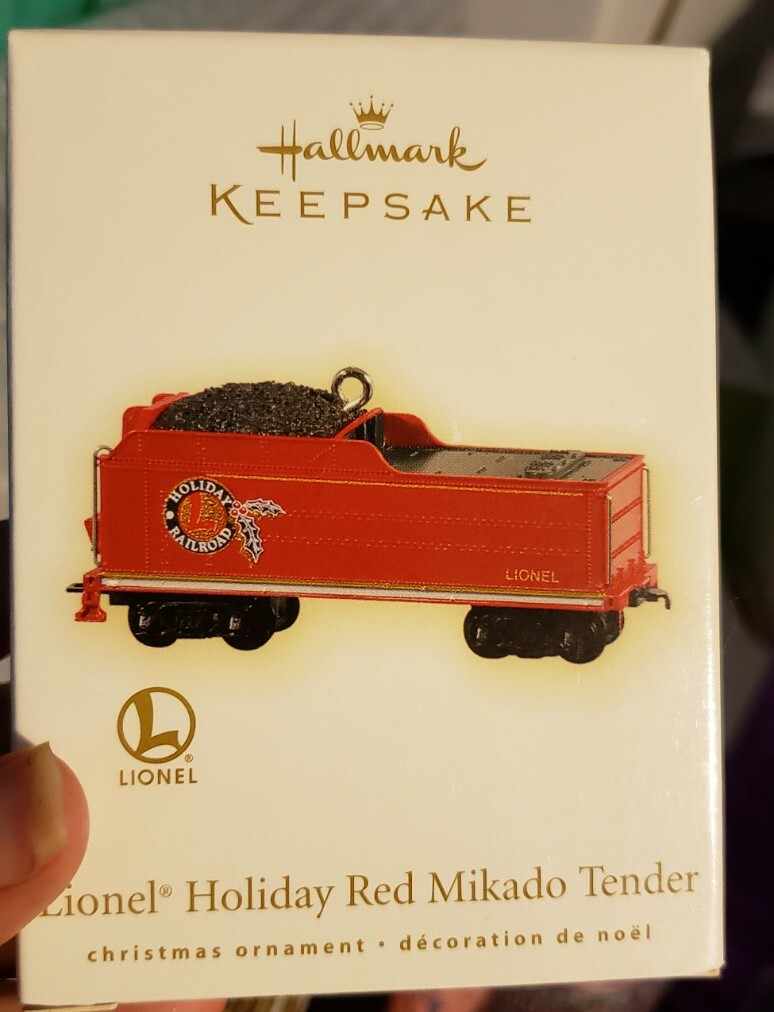 Hallmark
KEEPSAKE
HOLIDAY
L
RAILROAD
LIONEL
L®
LIONEL
Lionel® Holiday Red Mikado Tender
christmas ornament • décoration de noël